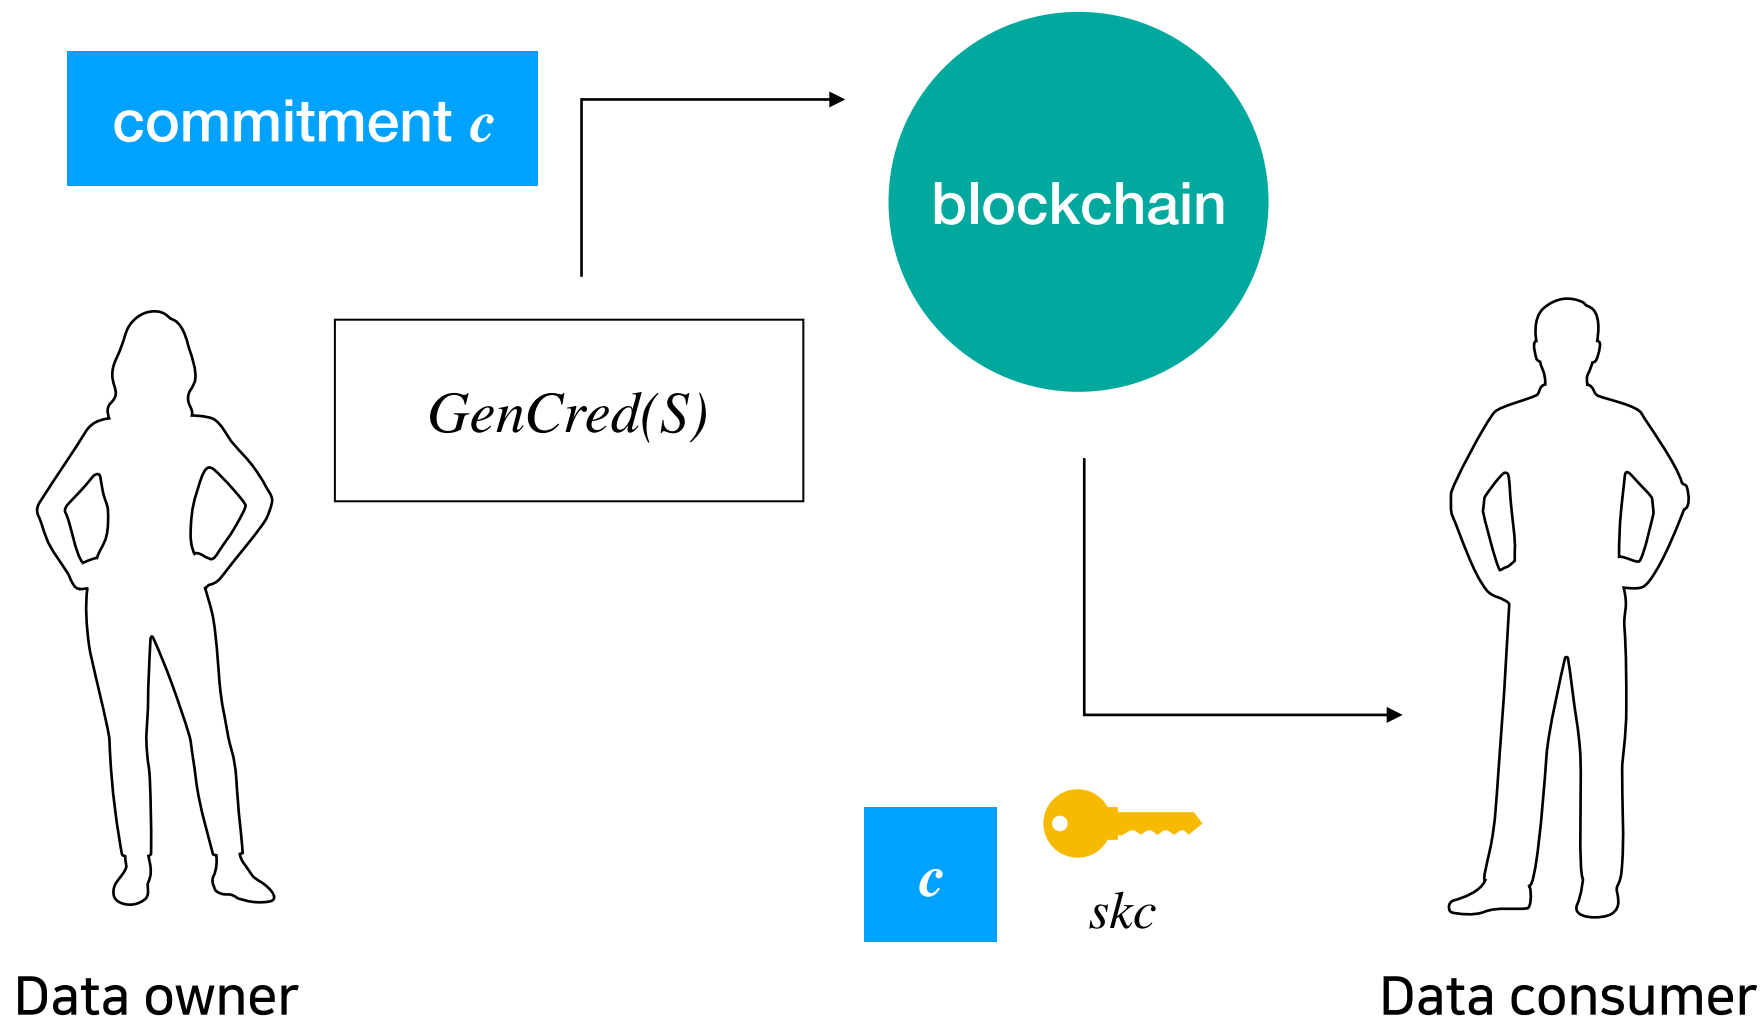 commitment c
blockchain
GenCred(S)
c
skc
Data owner
Data consumer